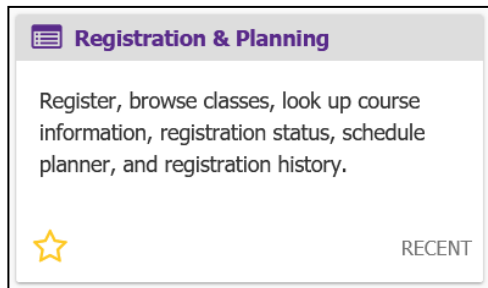 Registration & Planning
Register, browse classes, look up course
information, registration status, schedule
planner, and registration history.
RECENT